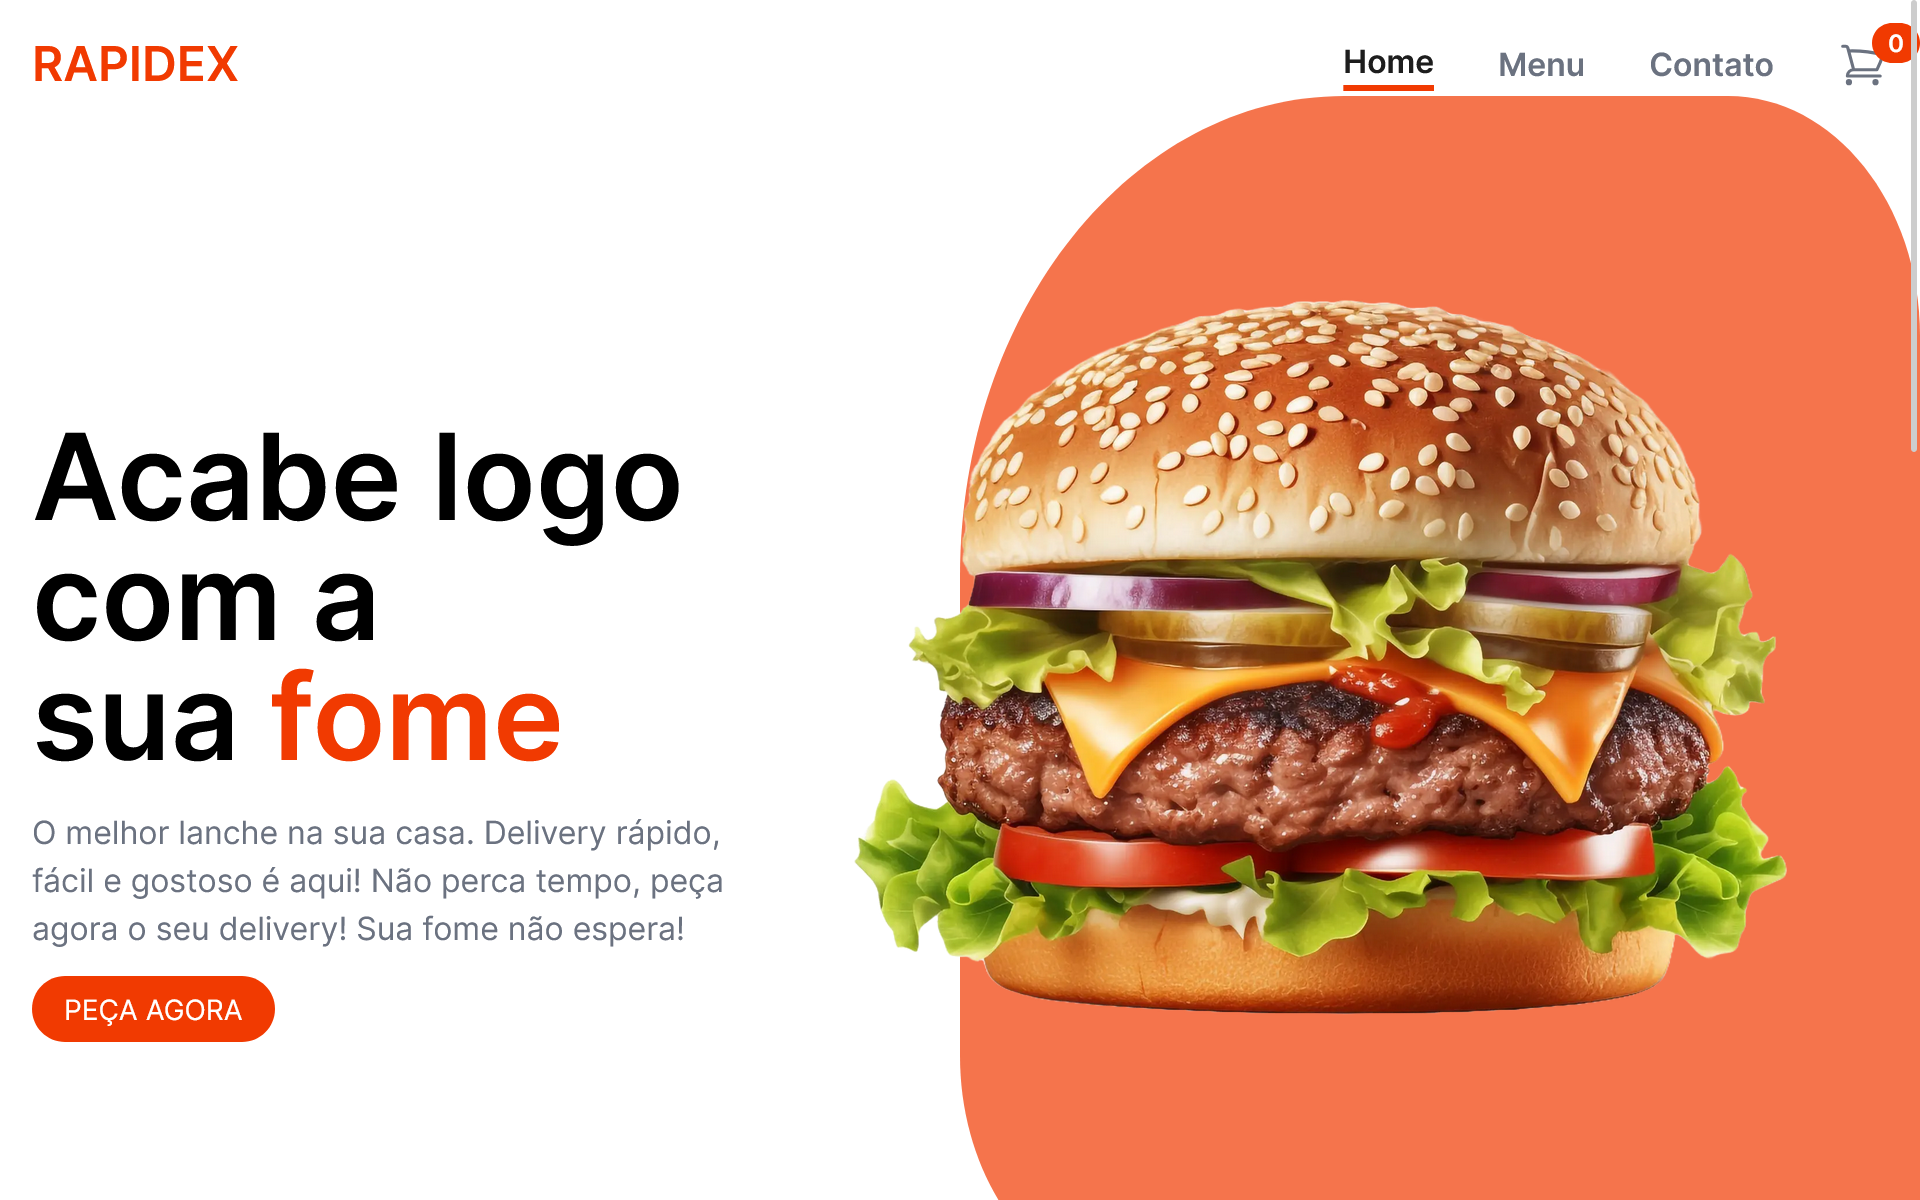 RAPIDEX
Home Menu Contato 0
Acabe logo
com a
sua fome
O melhor lanche na sua casa. Delivery rápido,
fácil e gostoso é aqui! Não perca tempo, peça
agora o seu delivery! Sua fome não espera!
PEÇA AGORA